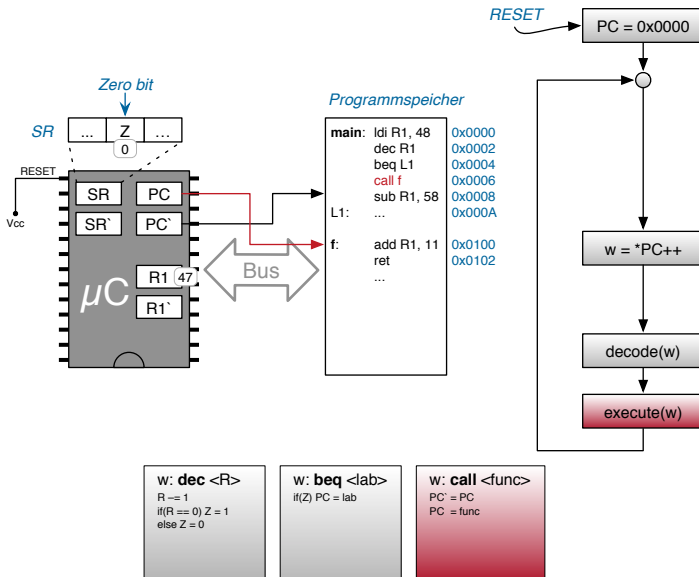 RESET
PC = 0x0000
Zero bit
Programmspeicher
SR
... Z ...
0
RESET
Vcc
SR PC
SR` PC`
R1 47
R1`
µC
Bus
main: ldi R1, 48 0x0000
dec R1 0x0002
beq L1 0x0004
call f 0x0006
sub R1, 58 0x0008
L1: ... 0x000A
f: add R1, 11 0x0100
ret 0x0102
...
w = *PC++
decode(w)
execute(w)
w: dec <R>
R −= 1
if(R == 0) Z = 1
else Z = 0
w: beq <lab>
if(Z) PC = lab
w: call <func>
PC` = PC
PC = func